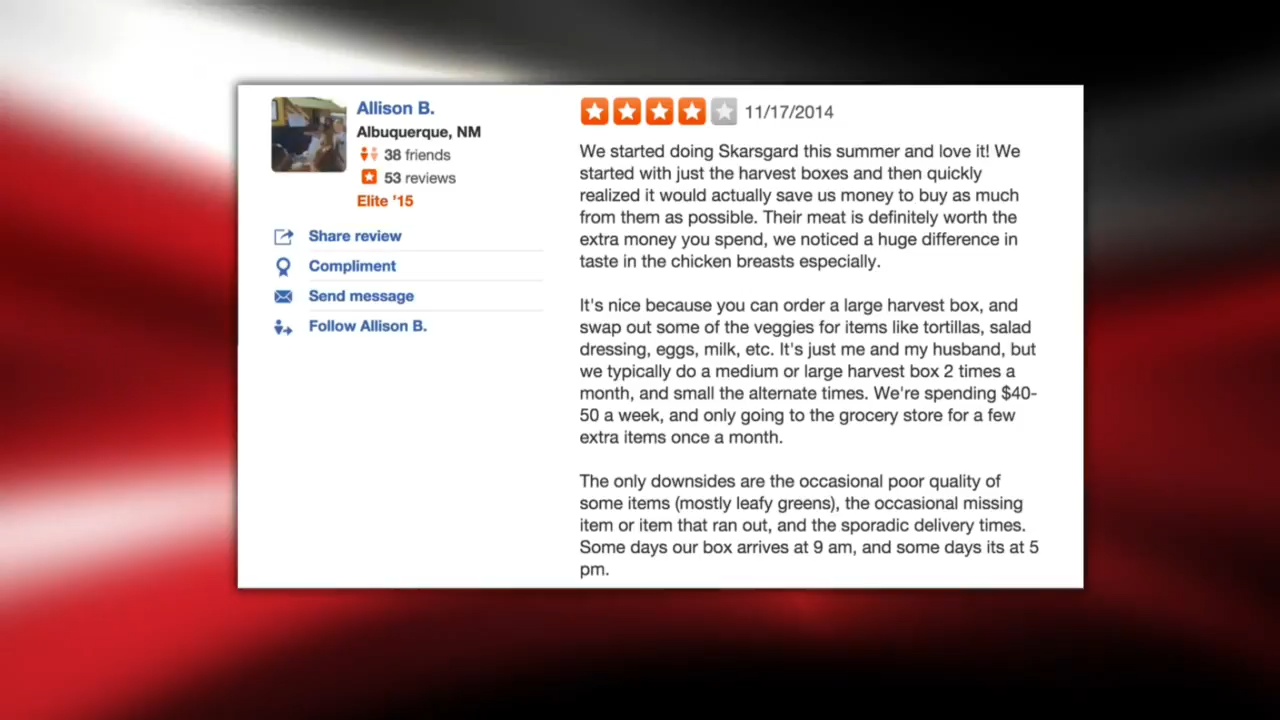 Allison B.
Albuquerque, NM
38 friends
53 reviews
Elite '15
Share review
Compliment
Send message
Follow Allison B.
11/17/2014
We started doing Skarsgard this summer and love it! We
started with just the harvest boxes and then quickly
realized it would actually save us money to buy as much
from them as possible. Their meat is definitely worth the
extra money you spend, we noticed a huge difference in
taste in the chicken breasts especially.
It's nice because you can order a large harvest box, and
swap out some of the veggies for items like tortillas, salad
dressing, eggs, milk, etc. It's just me and my husband, but
we typically do a medium or large harvest box 2 times a
month, and small the alternate times. We're spending $40-
50 a week, and only going to the grocery store for a few
extra items once a month.
The only downsides are the occasional poor quality of
some items (mostly leafy greens), the occasional missing
item or item that ran out, and the sporadic delivery times.
Some days our box arrives at 9 am, and some days its at 5
pm.